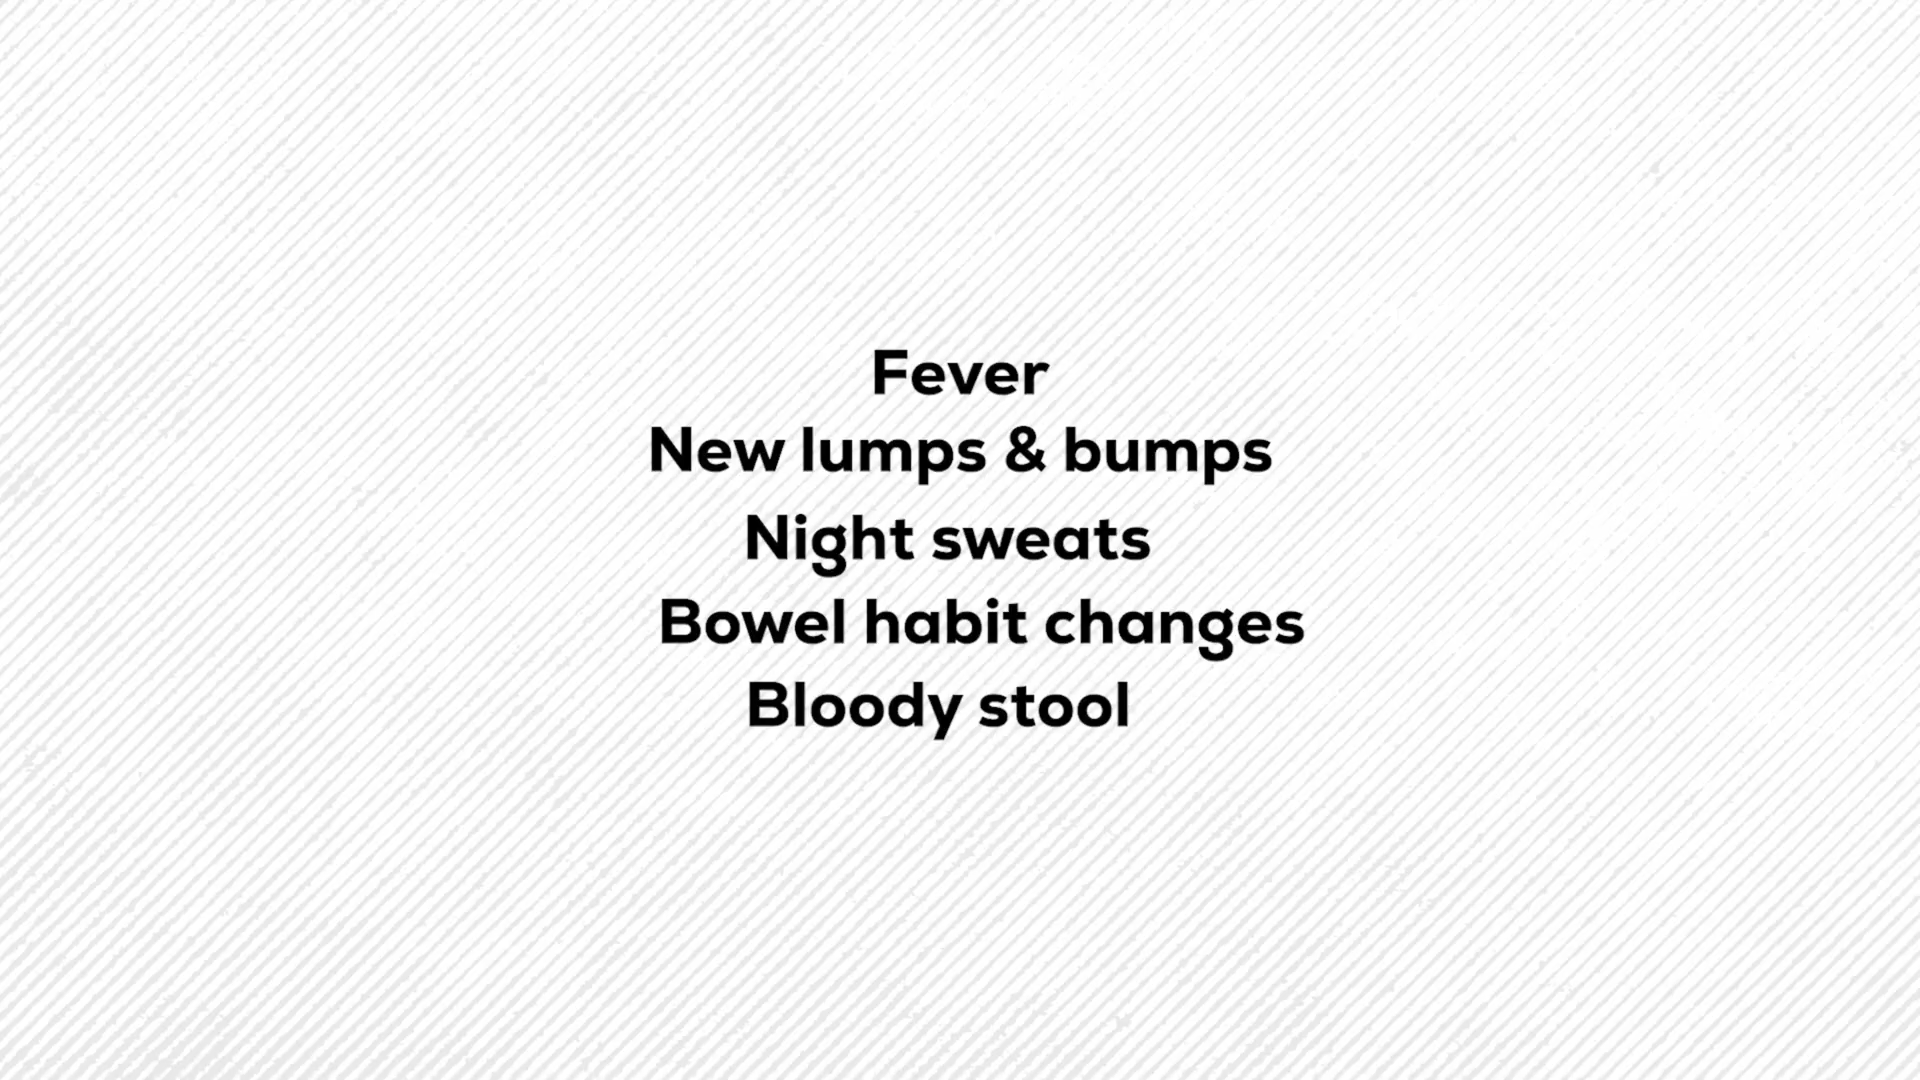 Fever
New lumps & bumps
Night sweats
Bowel habit changes
Bloody stool